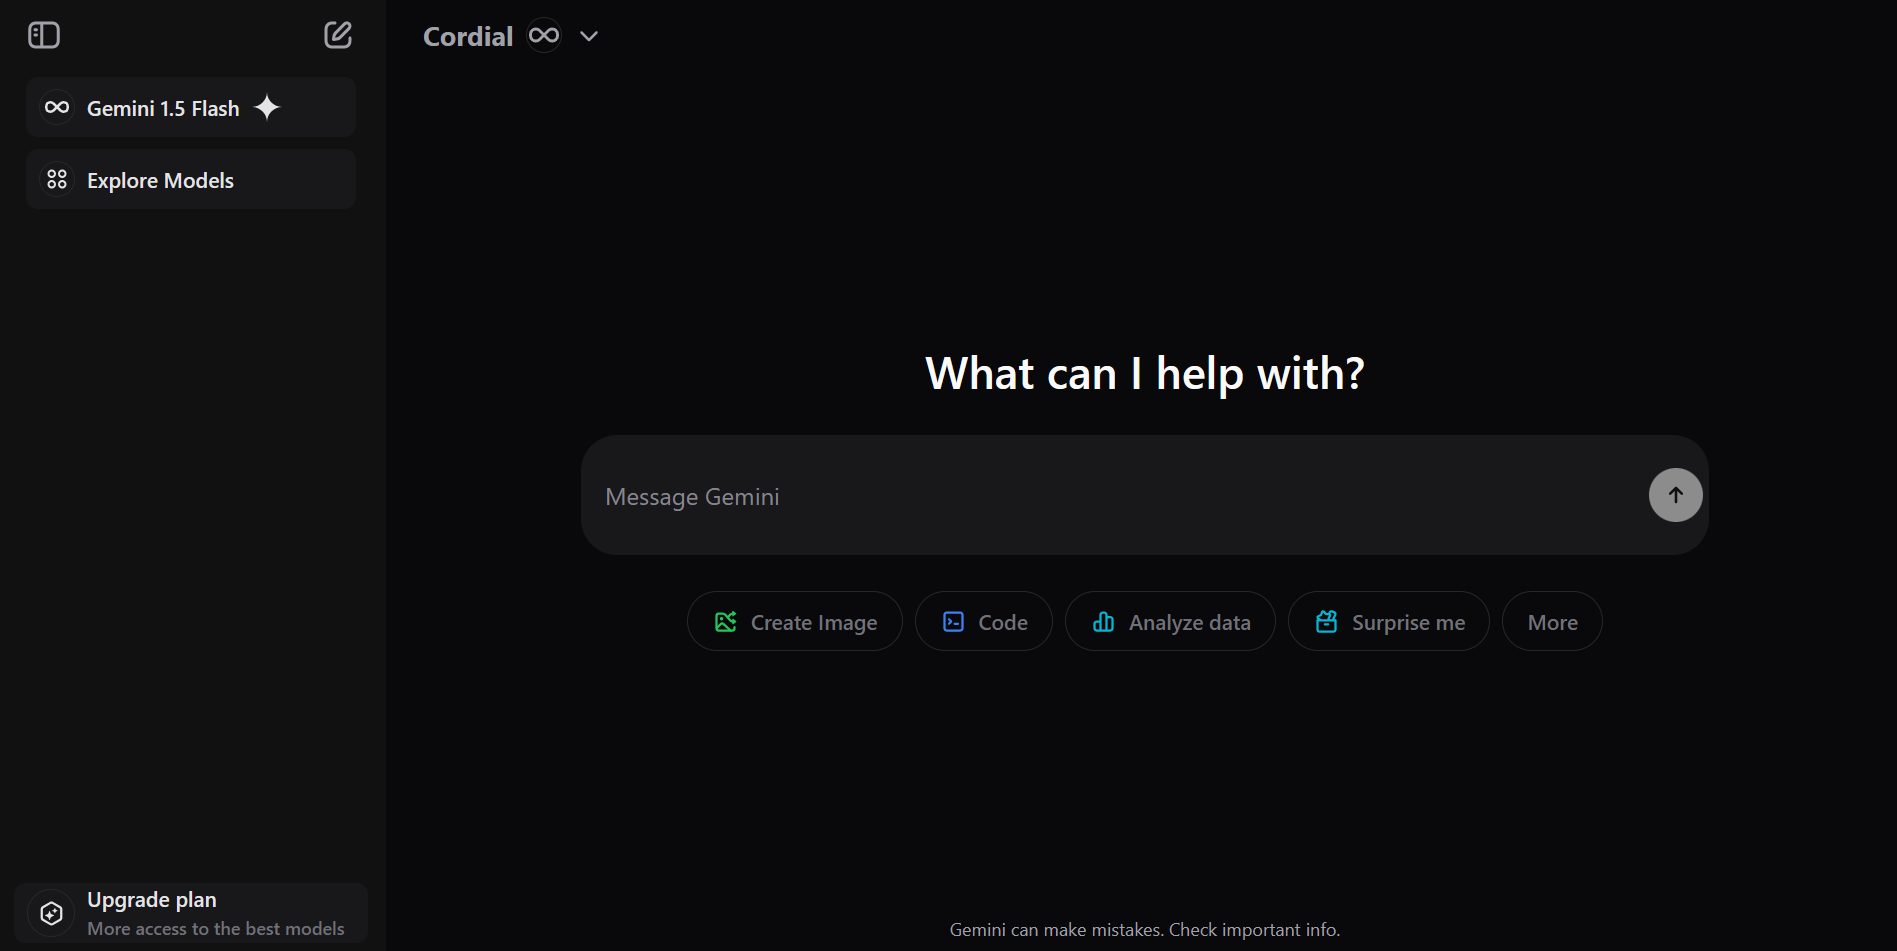 Cordial
Gemini 1.5 Flash
Explore Models
What can I help with?
Message Gemini
Create Image
Code
Analyze data
Surprise me
More
Upgrade plan
More access to the best models
Gemini can make mistakes. Check important info.